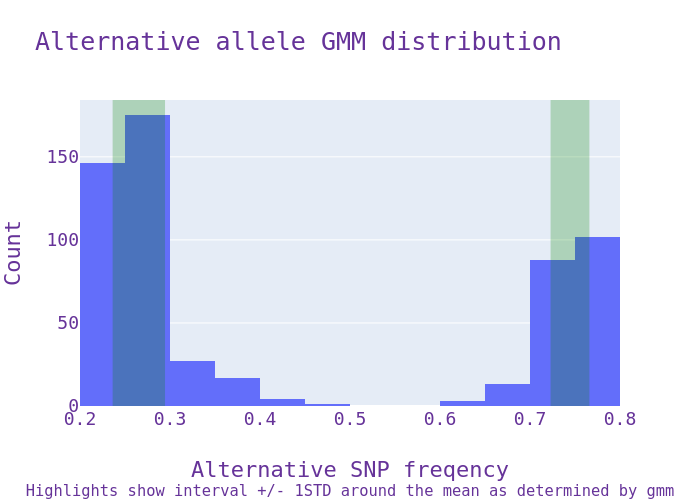 Alternative allele GMM distribution
150
100
50
0
Count
0.2 0.3 0.4 0.5 0.6 0.7 0.8
Alternative SNP freqency
Highlights show interval +/- 1STD around the mean as determined by gmm